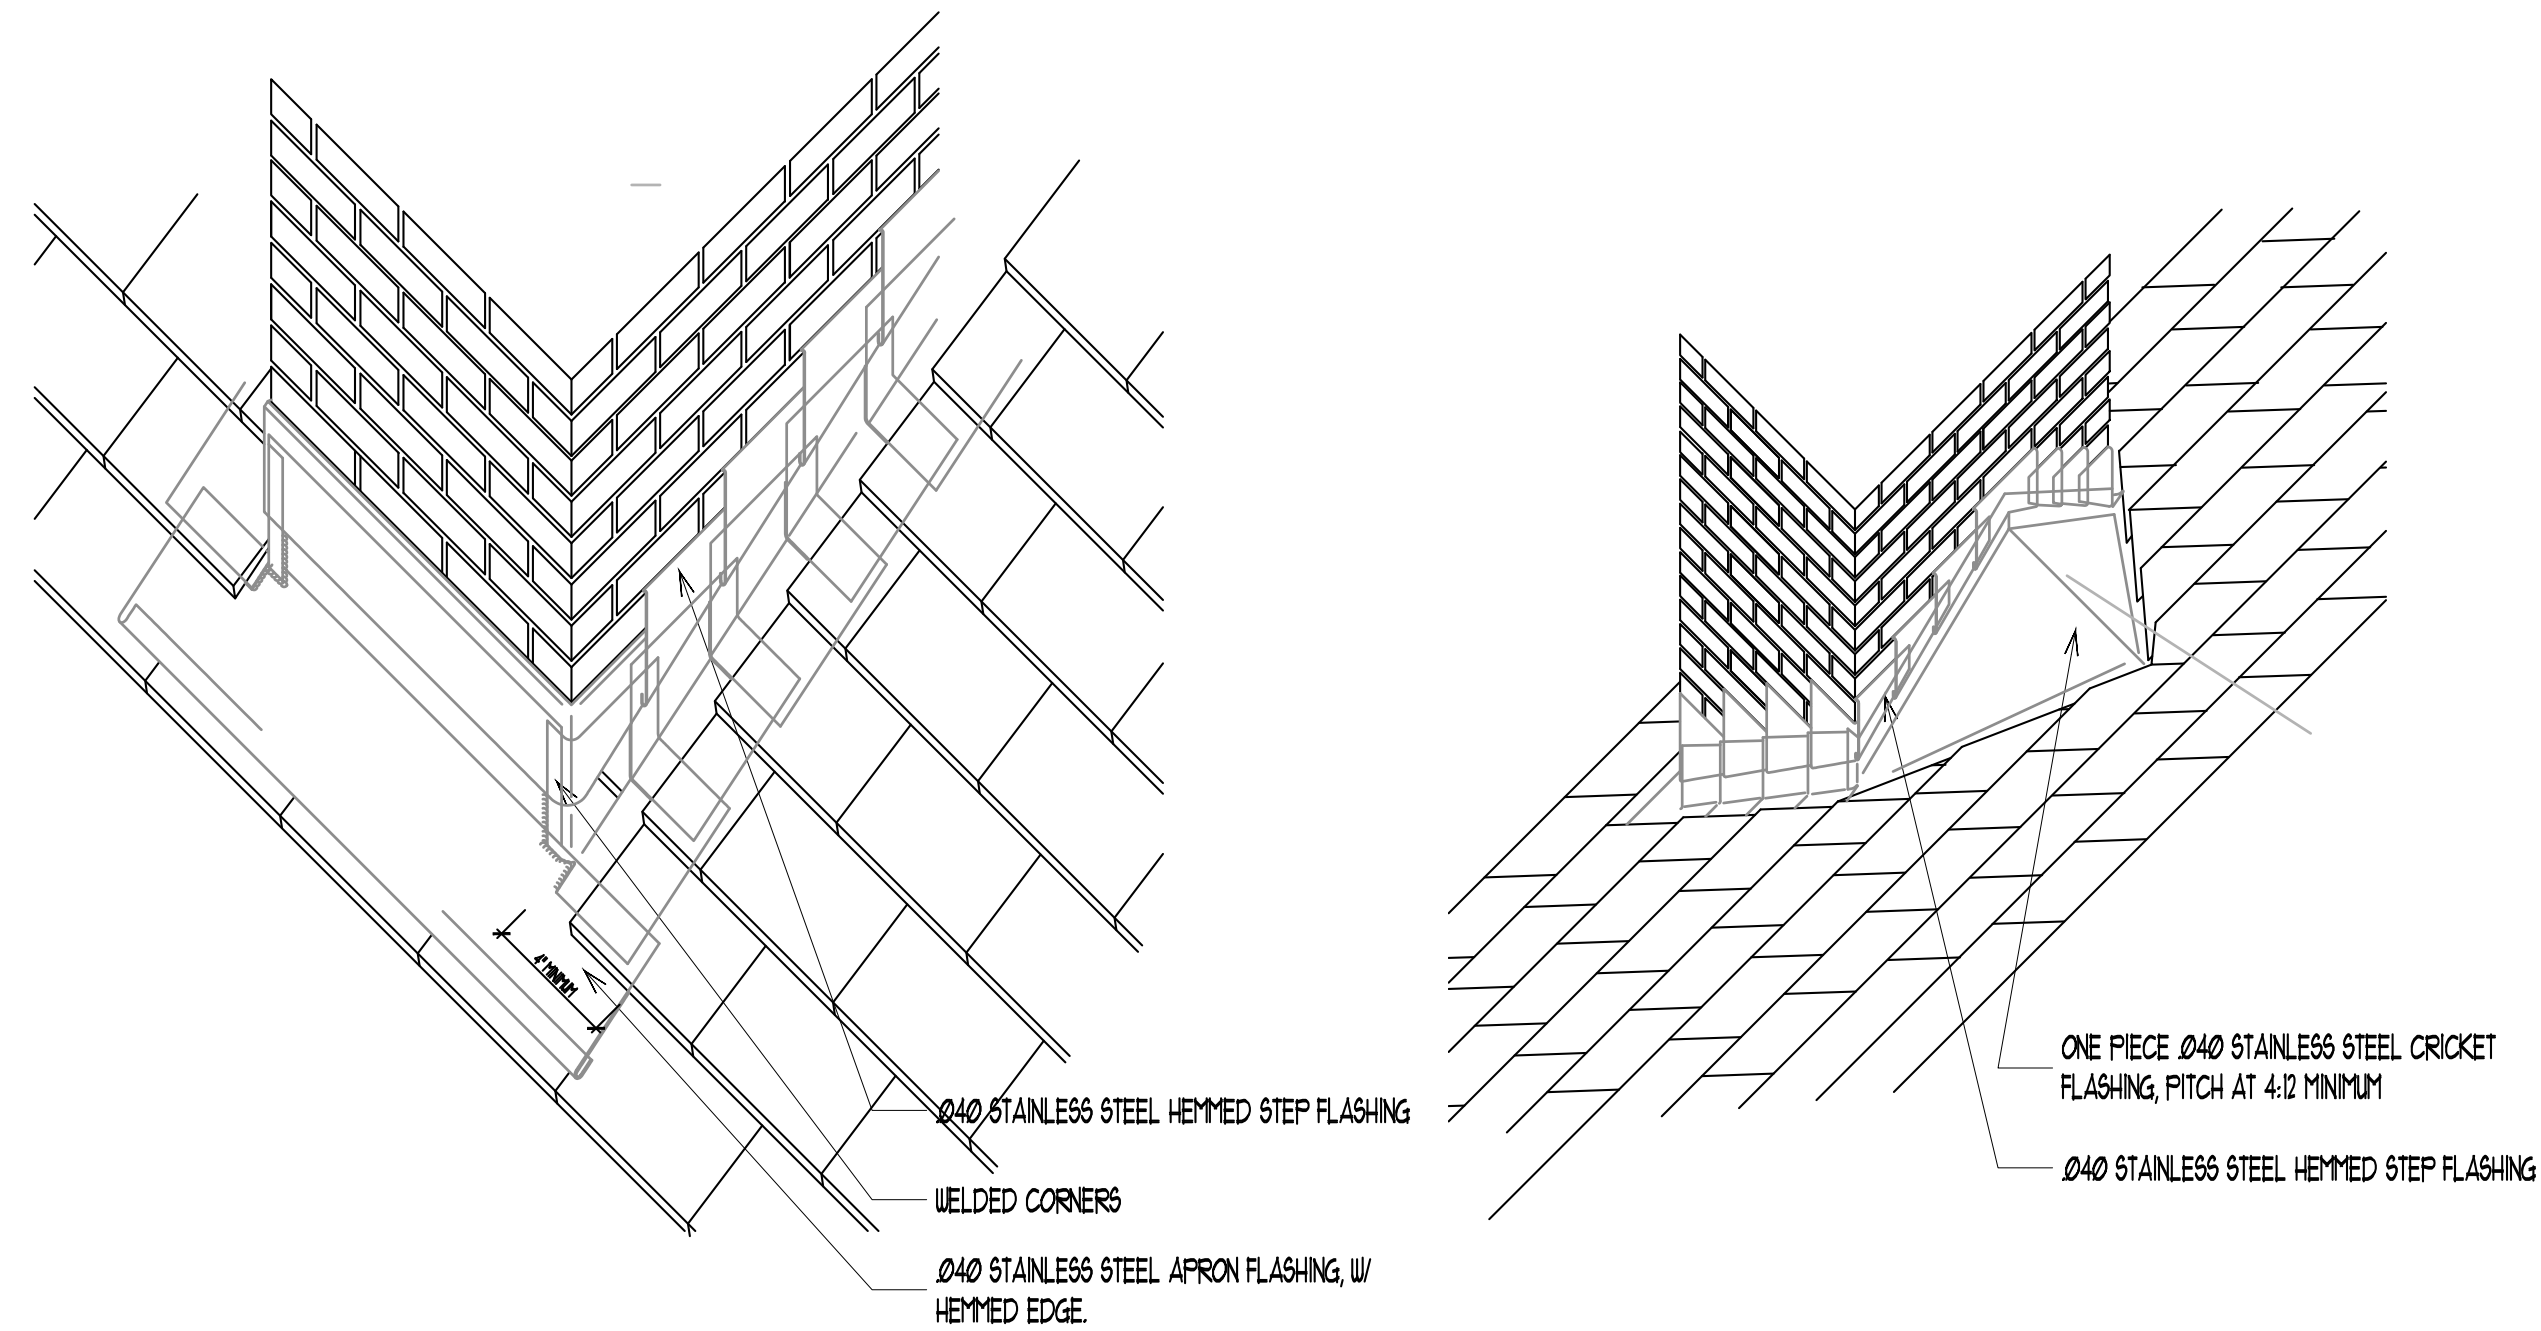 4" MINIMUM
.040 STAINLESS STEEL HEMMED STEP FLASHING
WELDED CORNERS
.040 STAINLESS STEEL APRON FLASHING, W/
HEMMED EDGE.
ONE PIECE .040 STAINLESS STEEL CRICKET
FLASHING, PITCH AT 4:12 MINIMUM
.040 STAINLESS STEEL HEMMED STEP FLASHING